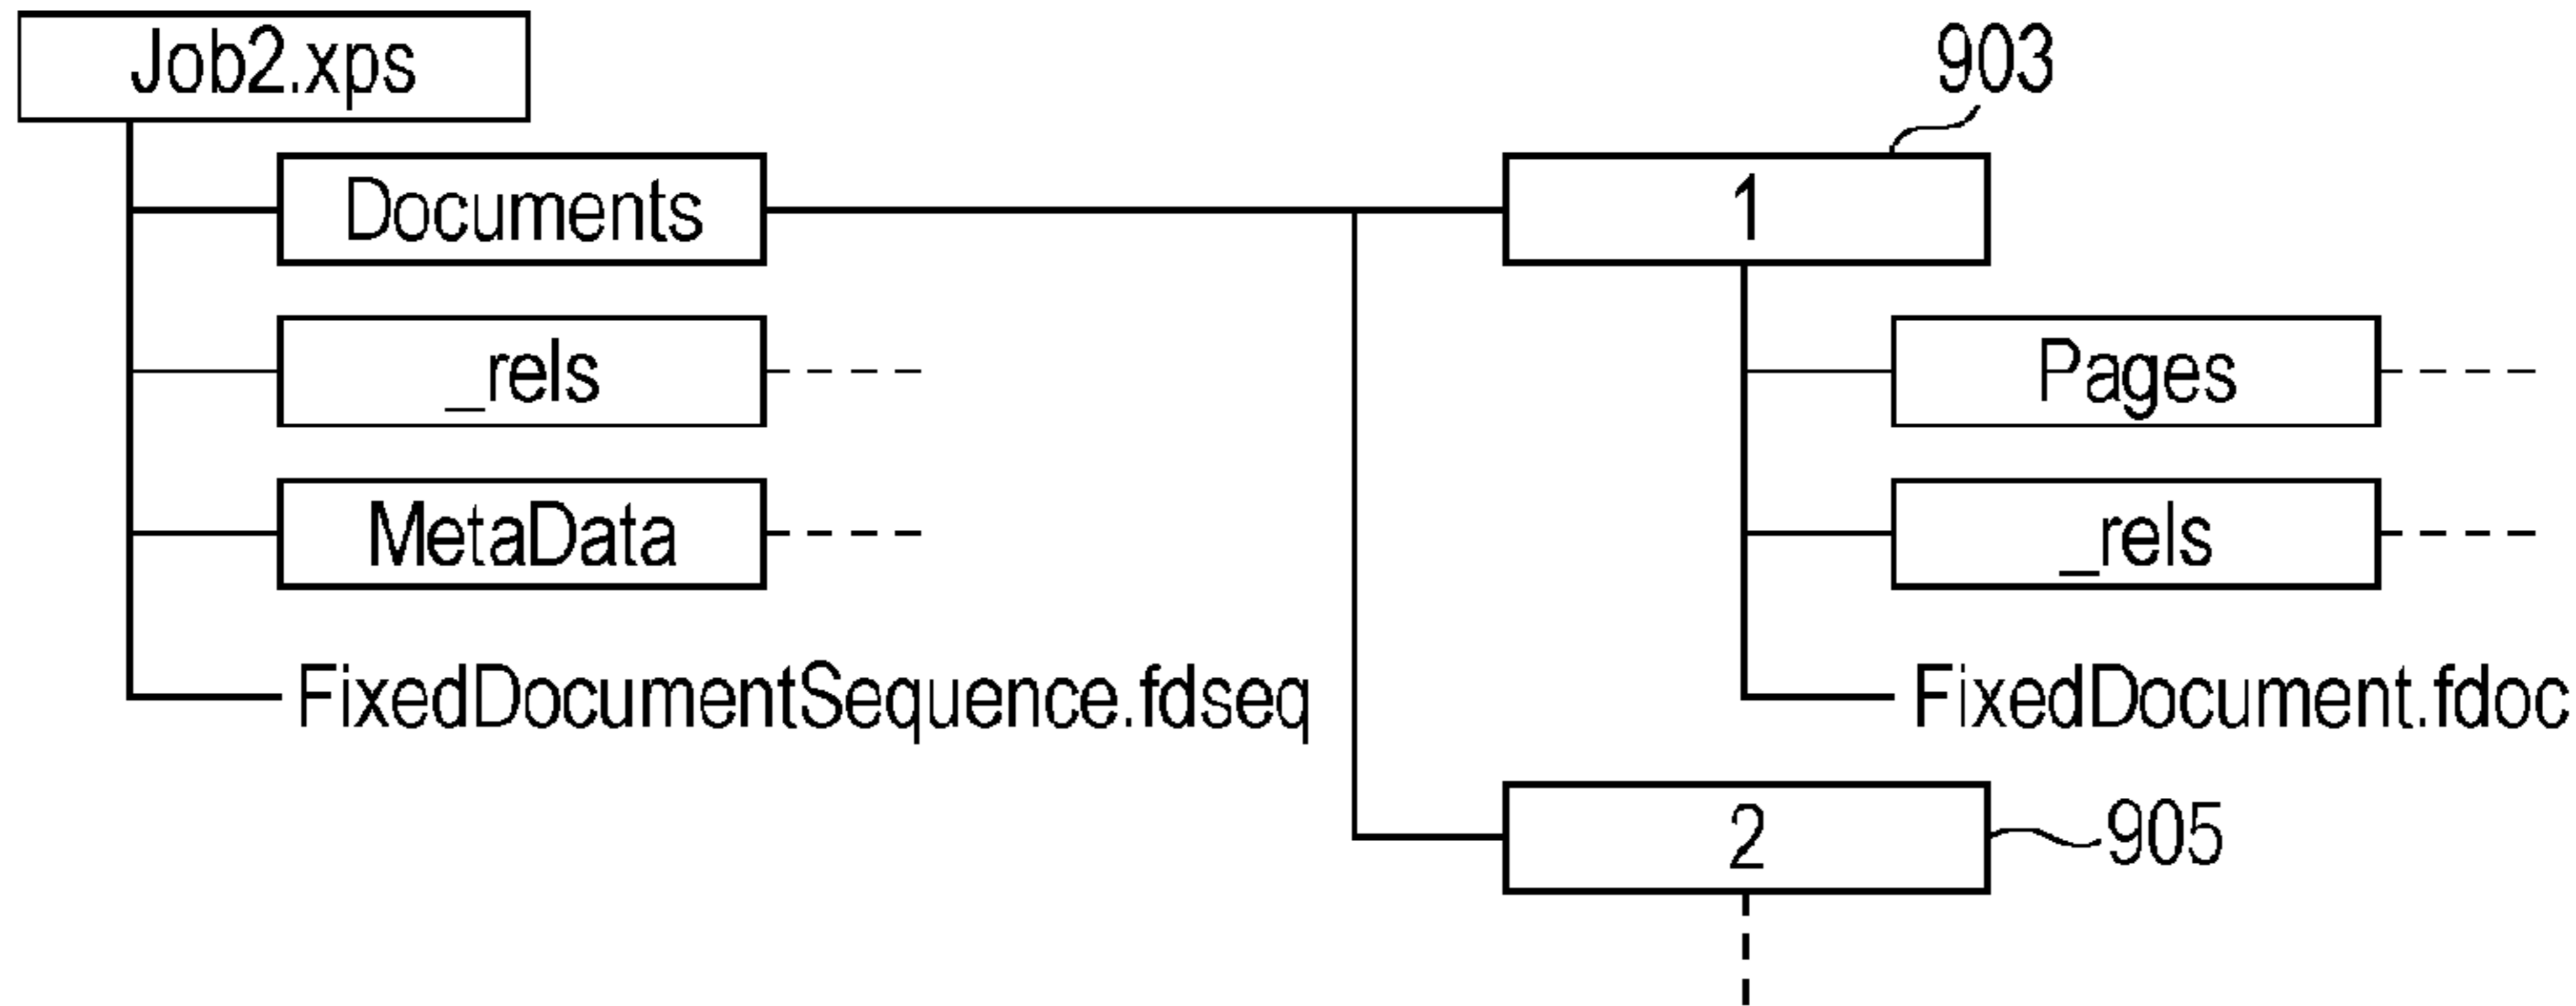 Job2.xps
903
Documents
1
_rels
Pages
MetaData
_rels
FixedDocumentSequence.fdseq
FixedDocument.fdoc
2
905